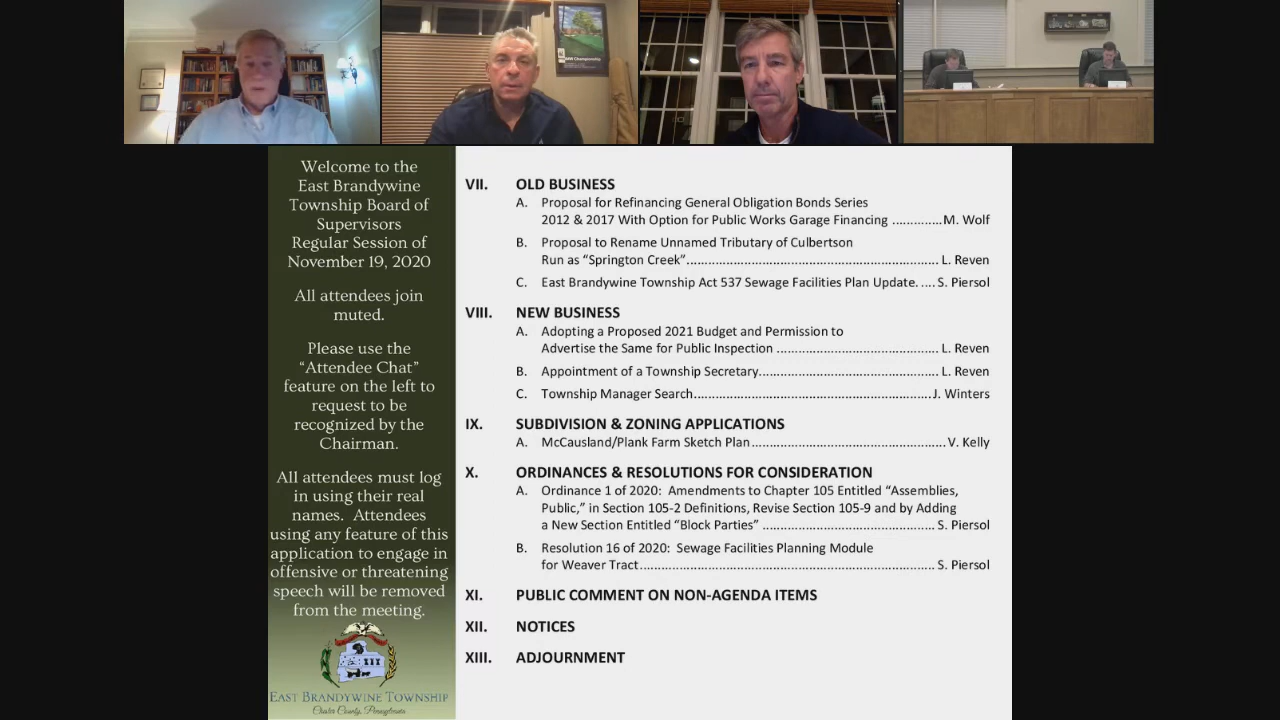 Welcome to the
East Brandywine
Township Board of
Supervisors
Regular Session of
November 19, 2020
All attendees join
muted.
Please use the
“Attendee Chat”
feature on the left to
request to be
recognized by the
Chairman.
All attendees must log
in using their real
names. Attendees
using any feature of this
application to engage in
offensive or threatening
speech will be removed
from the meeting.
EAST BRANDYWINE TOWNSHIP
Chester County, Pennsylvania
VII. OLD BUSINESS
A. Proposal for Refinancing General Obligation Bonds Series
2012 & 2017 With Option for Public Works Garage Financing .............M. Wolf
B. Proposal to Rename Unnamed Tributary of Culbertson
Run as “Springton Creek”................................................................ L. Reven
C. East Brandywine Township Act 537 Sewage Facilities Plan Update. .... S. Piersol
VIII. NEW BUSINESS
A. Adopting a Proposed 2021 Budget and Permission to
Advertise the Same for Public Inspection ......................................... L. Reven
B. Appointment of a Township Secretary.............................................. L. Reven
C. Township Manager Search.............................................................J. Winters
IX. SUBDIVISION & ZONING APPLICATIONS
A. McCausland/Plank Farm Sketch Plan.................................................. V. Kelly
X. ORDINANCES & RESOLUTIONS FOR CONSIDERATION
A. Ordinance 1 of 2020: Amendments to Chapter 105 Entitled “Assemblies,
Public,” in Section 105-2 Definitions, Revise Section 105-9 and by Adding
a New Section Entitled “Block Parties” ............................................ S. Piersol
B. Resolution 16 of 2020: Sewage Facilities Planning Module
for Weaver Tract............................................................................ S. Piersol
XI. PUBLIC COMMENT ON NON-AGENDA ITEMS
XII. NOTICES
XIII. ADJOURNMENT